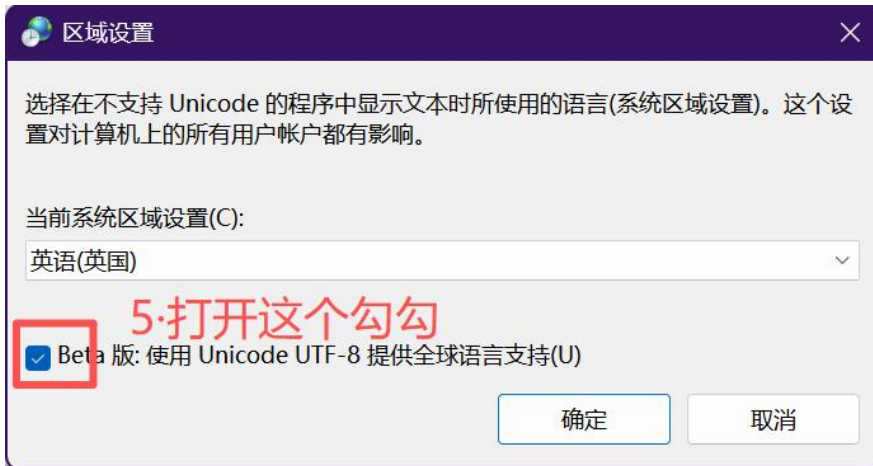 区域设置
选择在不支持 Unicode 的程序中显示文本时所使用的语言(系统区域设置)。这个设
置对计算机上的所有用户帐户都有影响。
当前系统区域设置(C):
英语(英国)
5·打开这个勾勾
Beta 版: 使用 Unicode UTF-8 提供全球语言支持(U)
确定
取消